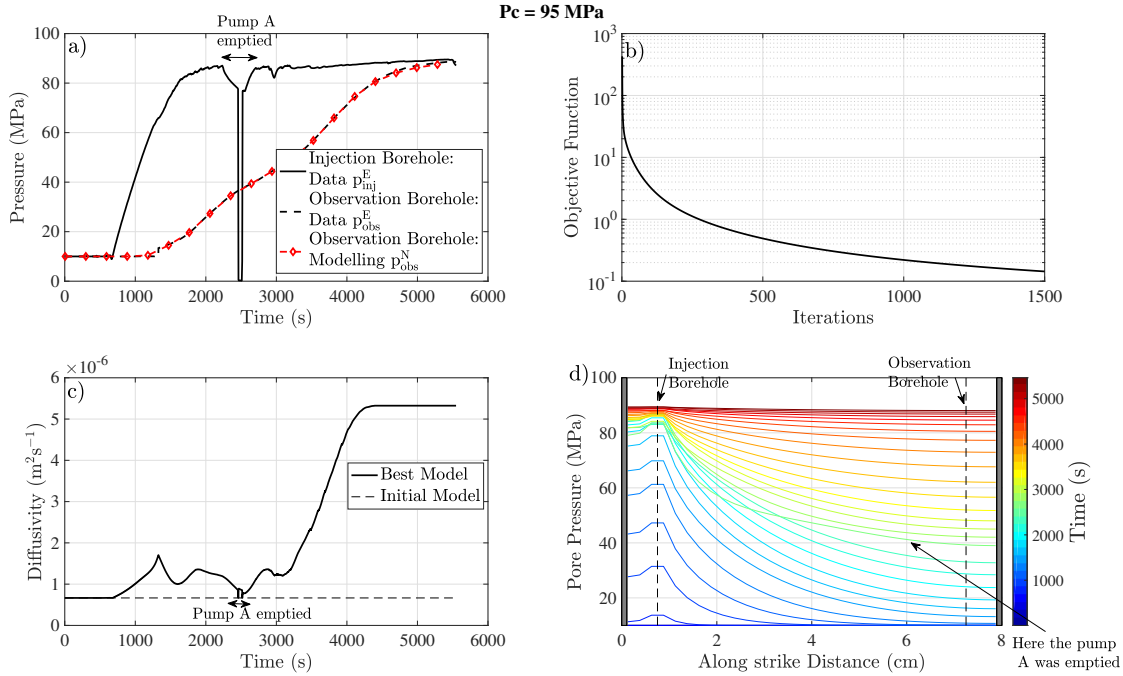 Pc = 95 MPa
a)
Pump A
emptied
100
80
60
40
20
0
Pressure (MPa)
0 1000 2000 3000 4000 5000 6000
Time (s)
Injection Borehole:
Data p_inj^E
Observation Borehole:
Data p_obs^E
Observation Borehole:
Modelling p_obs^N
b)
10^3
10^2
10^1
10^0
10^-1
Objective Function
0 500 1000 1500
Iterations
c)
×10^-6
6
5
4
3
2
1
0
Diffusivity (m^2s^-1)
Best Model
Initial Model
Pump A emptied
0 1000 2000 3000 4000 5000 6000
Time (s)
d)
Injection
Borehole
Observation
Borehole
100
80
60
40
20
Pore Pressure (MPa)
0 2 4 6 8
Along strike Distance (cm)
5000
4000
3000
2000
1000
Time (s)
Here the pump
A was emptied